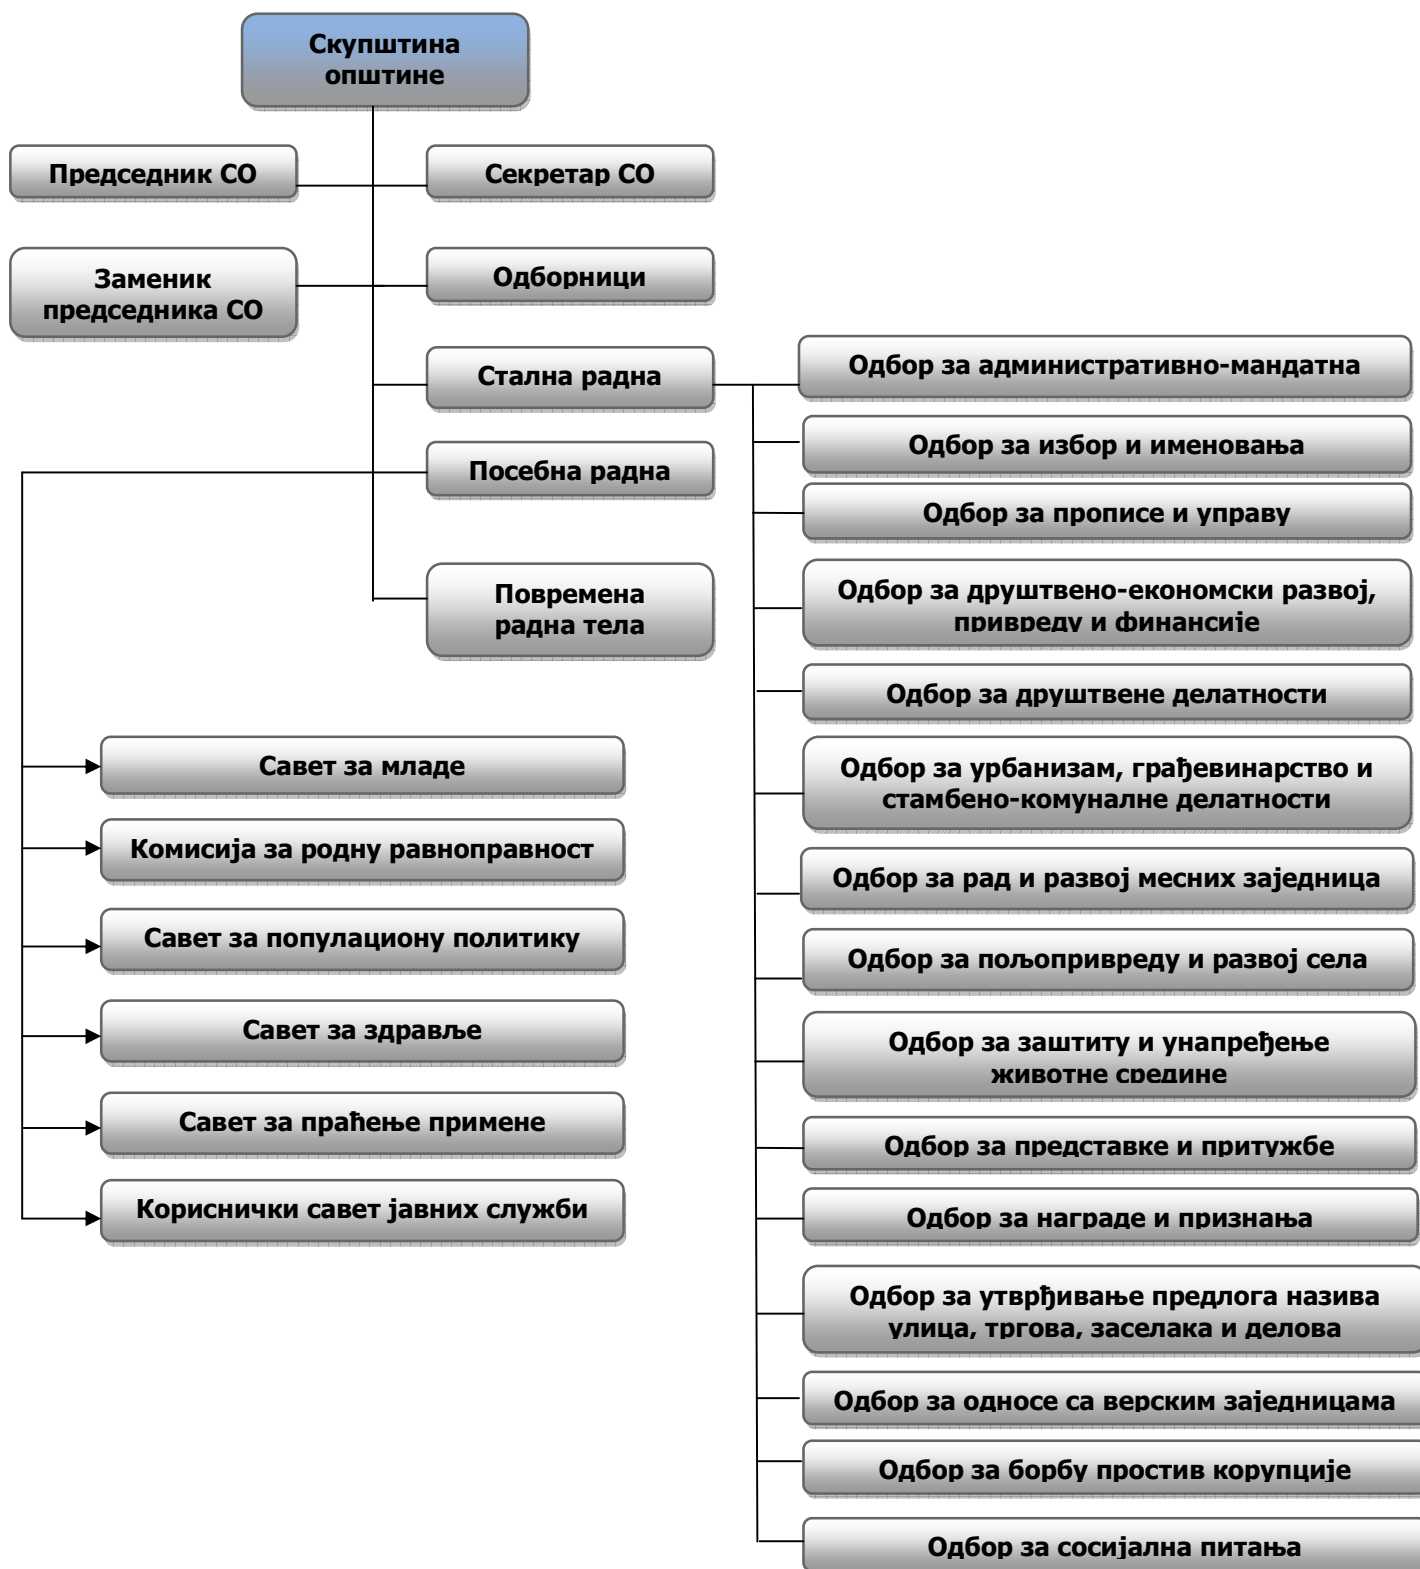 Скупштина
општине
Председник СО
Секретар СО
Заменик
председника СО
Одборници
Стална радна
Посебна радна
Повремена
радна тела
Одбор за административно-мандатна
Одбор за избор и именовања
Одбор за прописе и управу
Одбор за друштвено-економски развој,
привреду и финансије
Одбор за друштвене делатности
Одбор за урбанизам, грађевинарство и
стамбено-комуналне делатности
Одбор за рад и развој месних заједница
Одбор за пољопривреду и развој села
Одбор за заштиту и унапређење
животне средине
Одбор за представке и притужбе
Одбор за награде и признања
Одбор за утврђивање предлога назива
улица, тргова, заселака и делова
Одбор за односе са верским заједницама
Одбор за борбу простив корупције
Одбор за сосијална питања
Савет за младе
Комисија за родну равноправност
Савет за популациону политику
Савет за здравље
Савет за праћење примене
Кориснички савет јавних служби